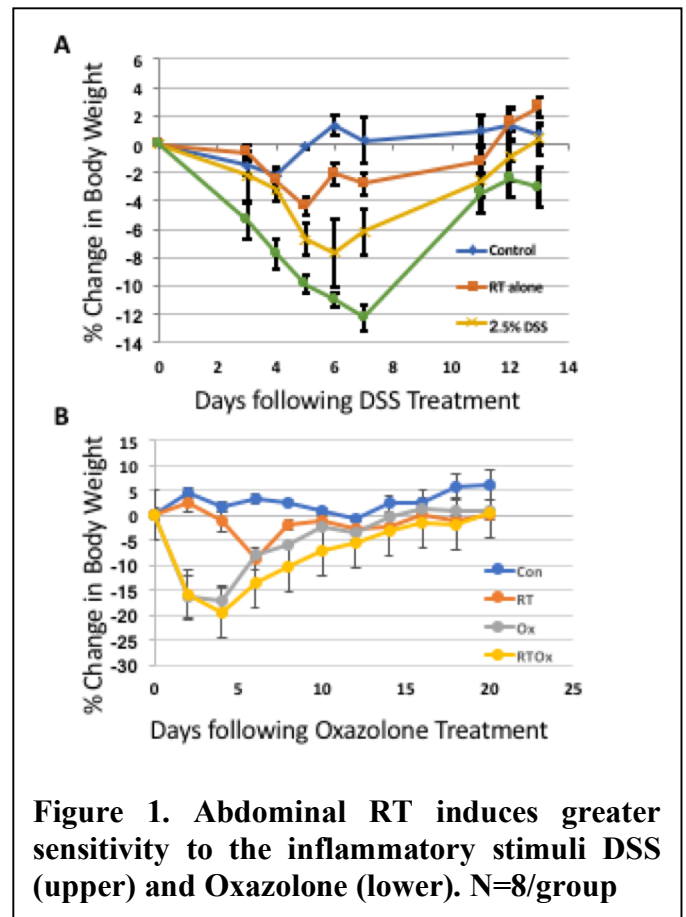 A
% Change in Body Weight
6
4
2
0
-2
-4
-6
-8
-10
-12
-14
Control
RT alone
2.5% DSS
0 2 4 6 8 10 12 14
Days following DSS Treatment
B
% Change in Body Weight
15
10
5
0
-5
-10
-15
-20
-25
-30
Con
RT
Ox
RTOx
0 5 10 15 20 25
Days following Oxazolone Treatment
Figure 1. Abdominal RT induces greater
sensitivity to the inflammatory stimuli DSS
(upper) and Oxazolone (lower). N=8/group